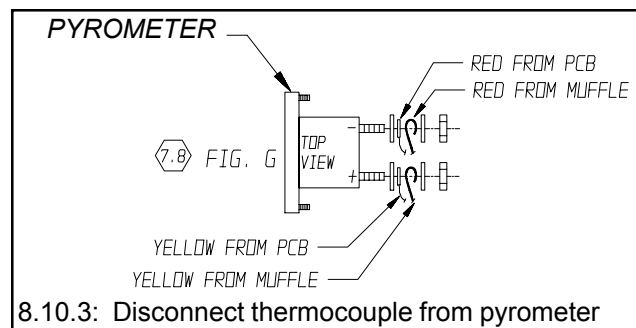 PYROMETER
RED FROM PCB
RED FROM MUFFLE
7.8 FIG. G
TOP
VIEW
-
+
YELLOW FROM PCB
YELLOW FROM MUFFLE
8.10.3: Disconnect thermocouple from pyrometer